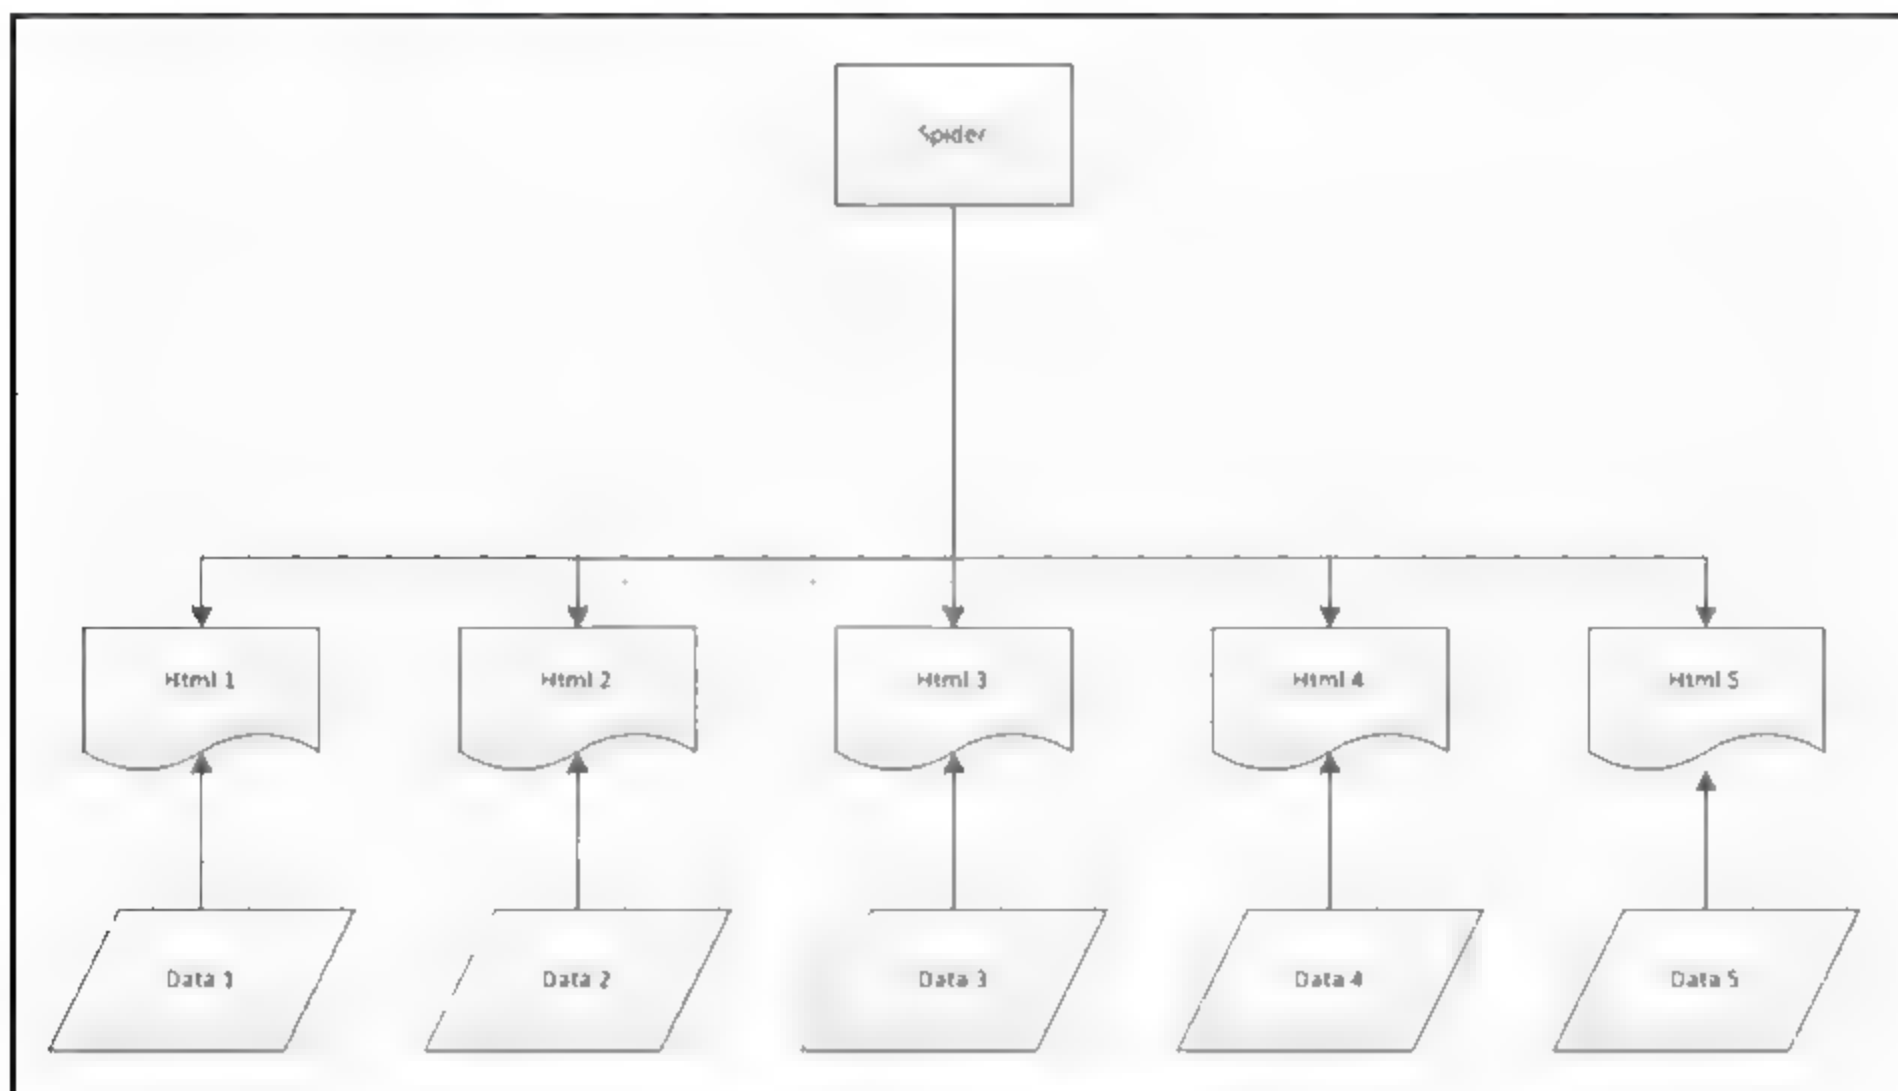 Spider
Html 1
Html 2
Html 3
Html 4
Html 5
Data 1
Data 2
Data 3
Data 4
Data 5